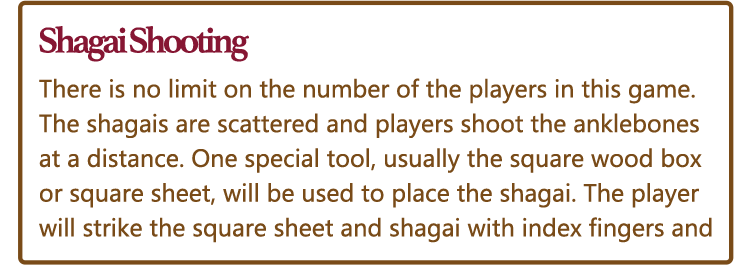 Shagai Shooting
There is no limit on the number of the players in this game.
The shagais are scattered and players shoot the anklebones
at a distance. One special tool, usually the square wood box
or square sheet, will be used to place the shagai. The player
will strike the square sheet and shagai with index fingers and